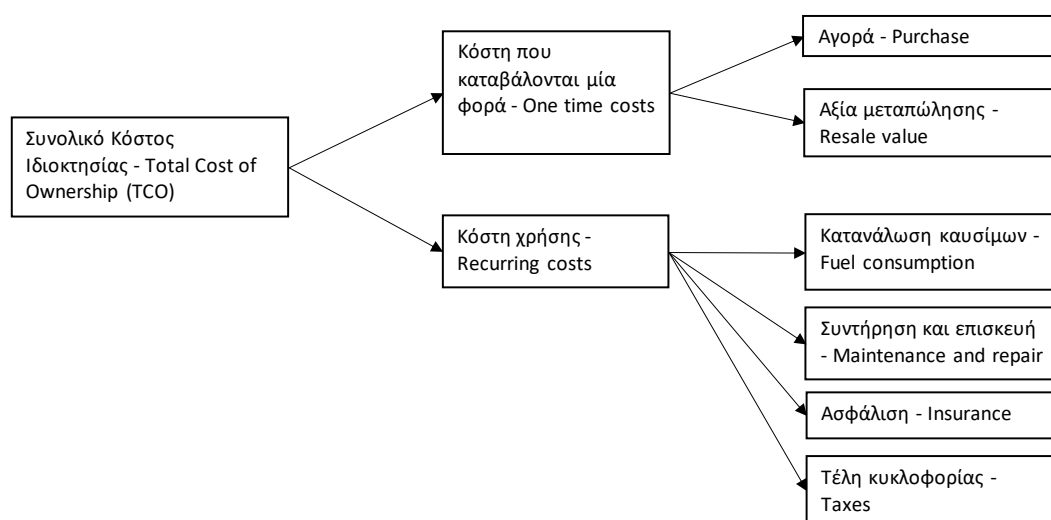 Συνολικό Κόστος
Ιδιοκτησίας - Total Cost of
Ownership (TCO)
Κόστη που
καταβάλονται μία
φορά - One time costs
Κόστη χρήσης -
Recurring costs
Αγορά - Purchase
Αξία μεταπώλησης -
Resale value
Κατανάλωση καυσίμων -
Fuel consumption
Συντήρηση και επισκευή
- Maintenance and repair
Ασφάλιση - Insurance
Τέλη κυκλοφορίας -
Taxes